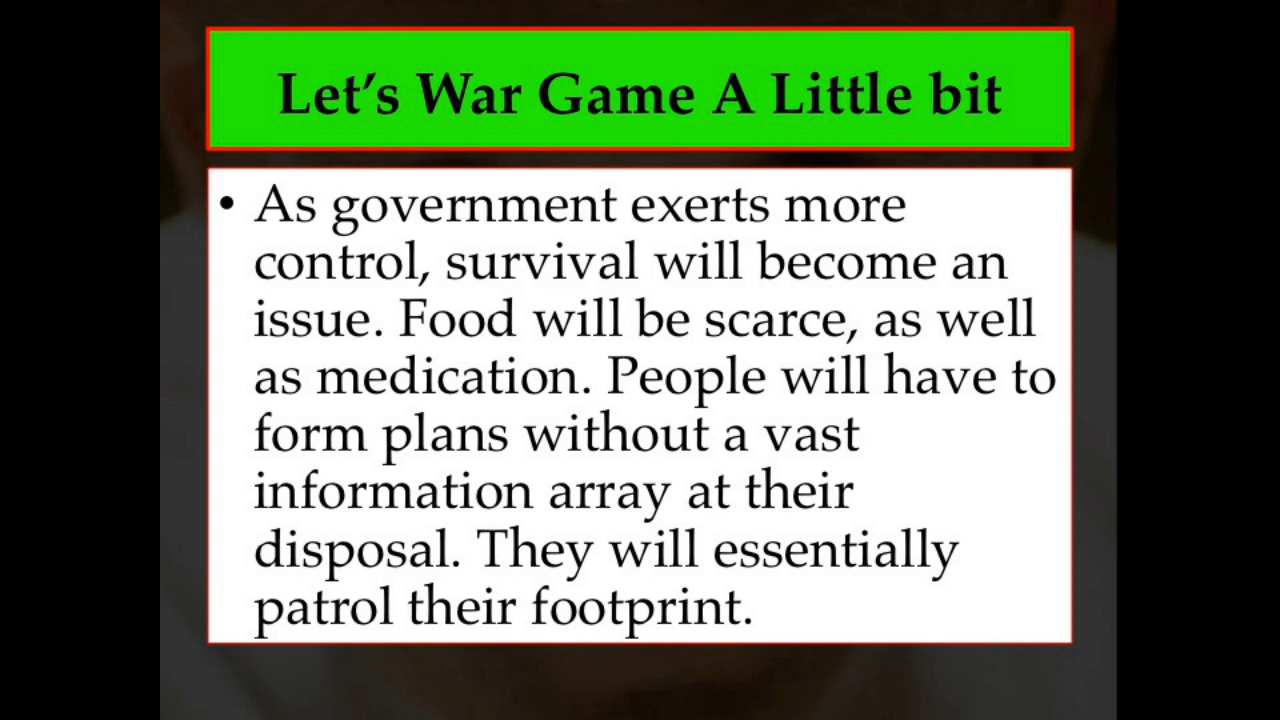 Let’s War Game A Little bit
• As government exerts more
control, survival will become an
issue. Food will be scarce, as well
as medication. People will have to
form plans without a vast
information array at their
disposal. They will essentially
patrol their footprint.